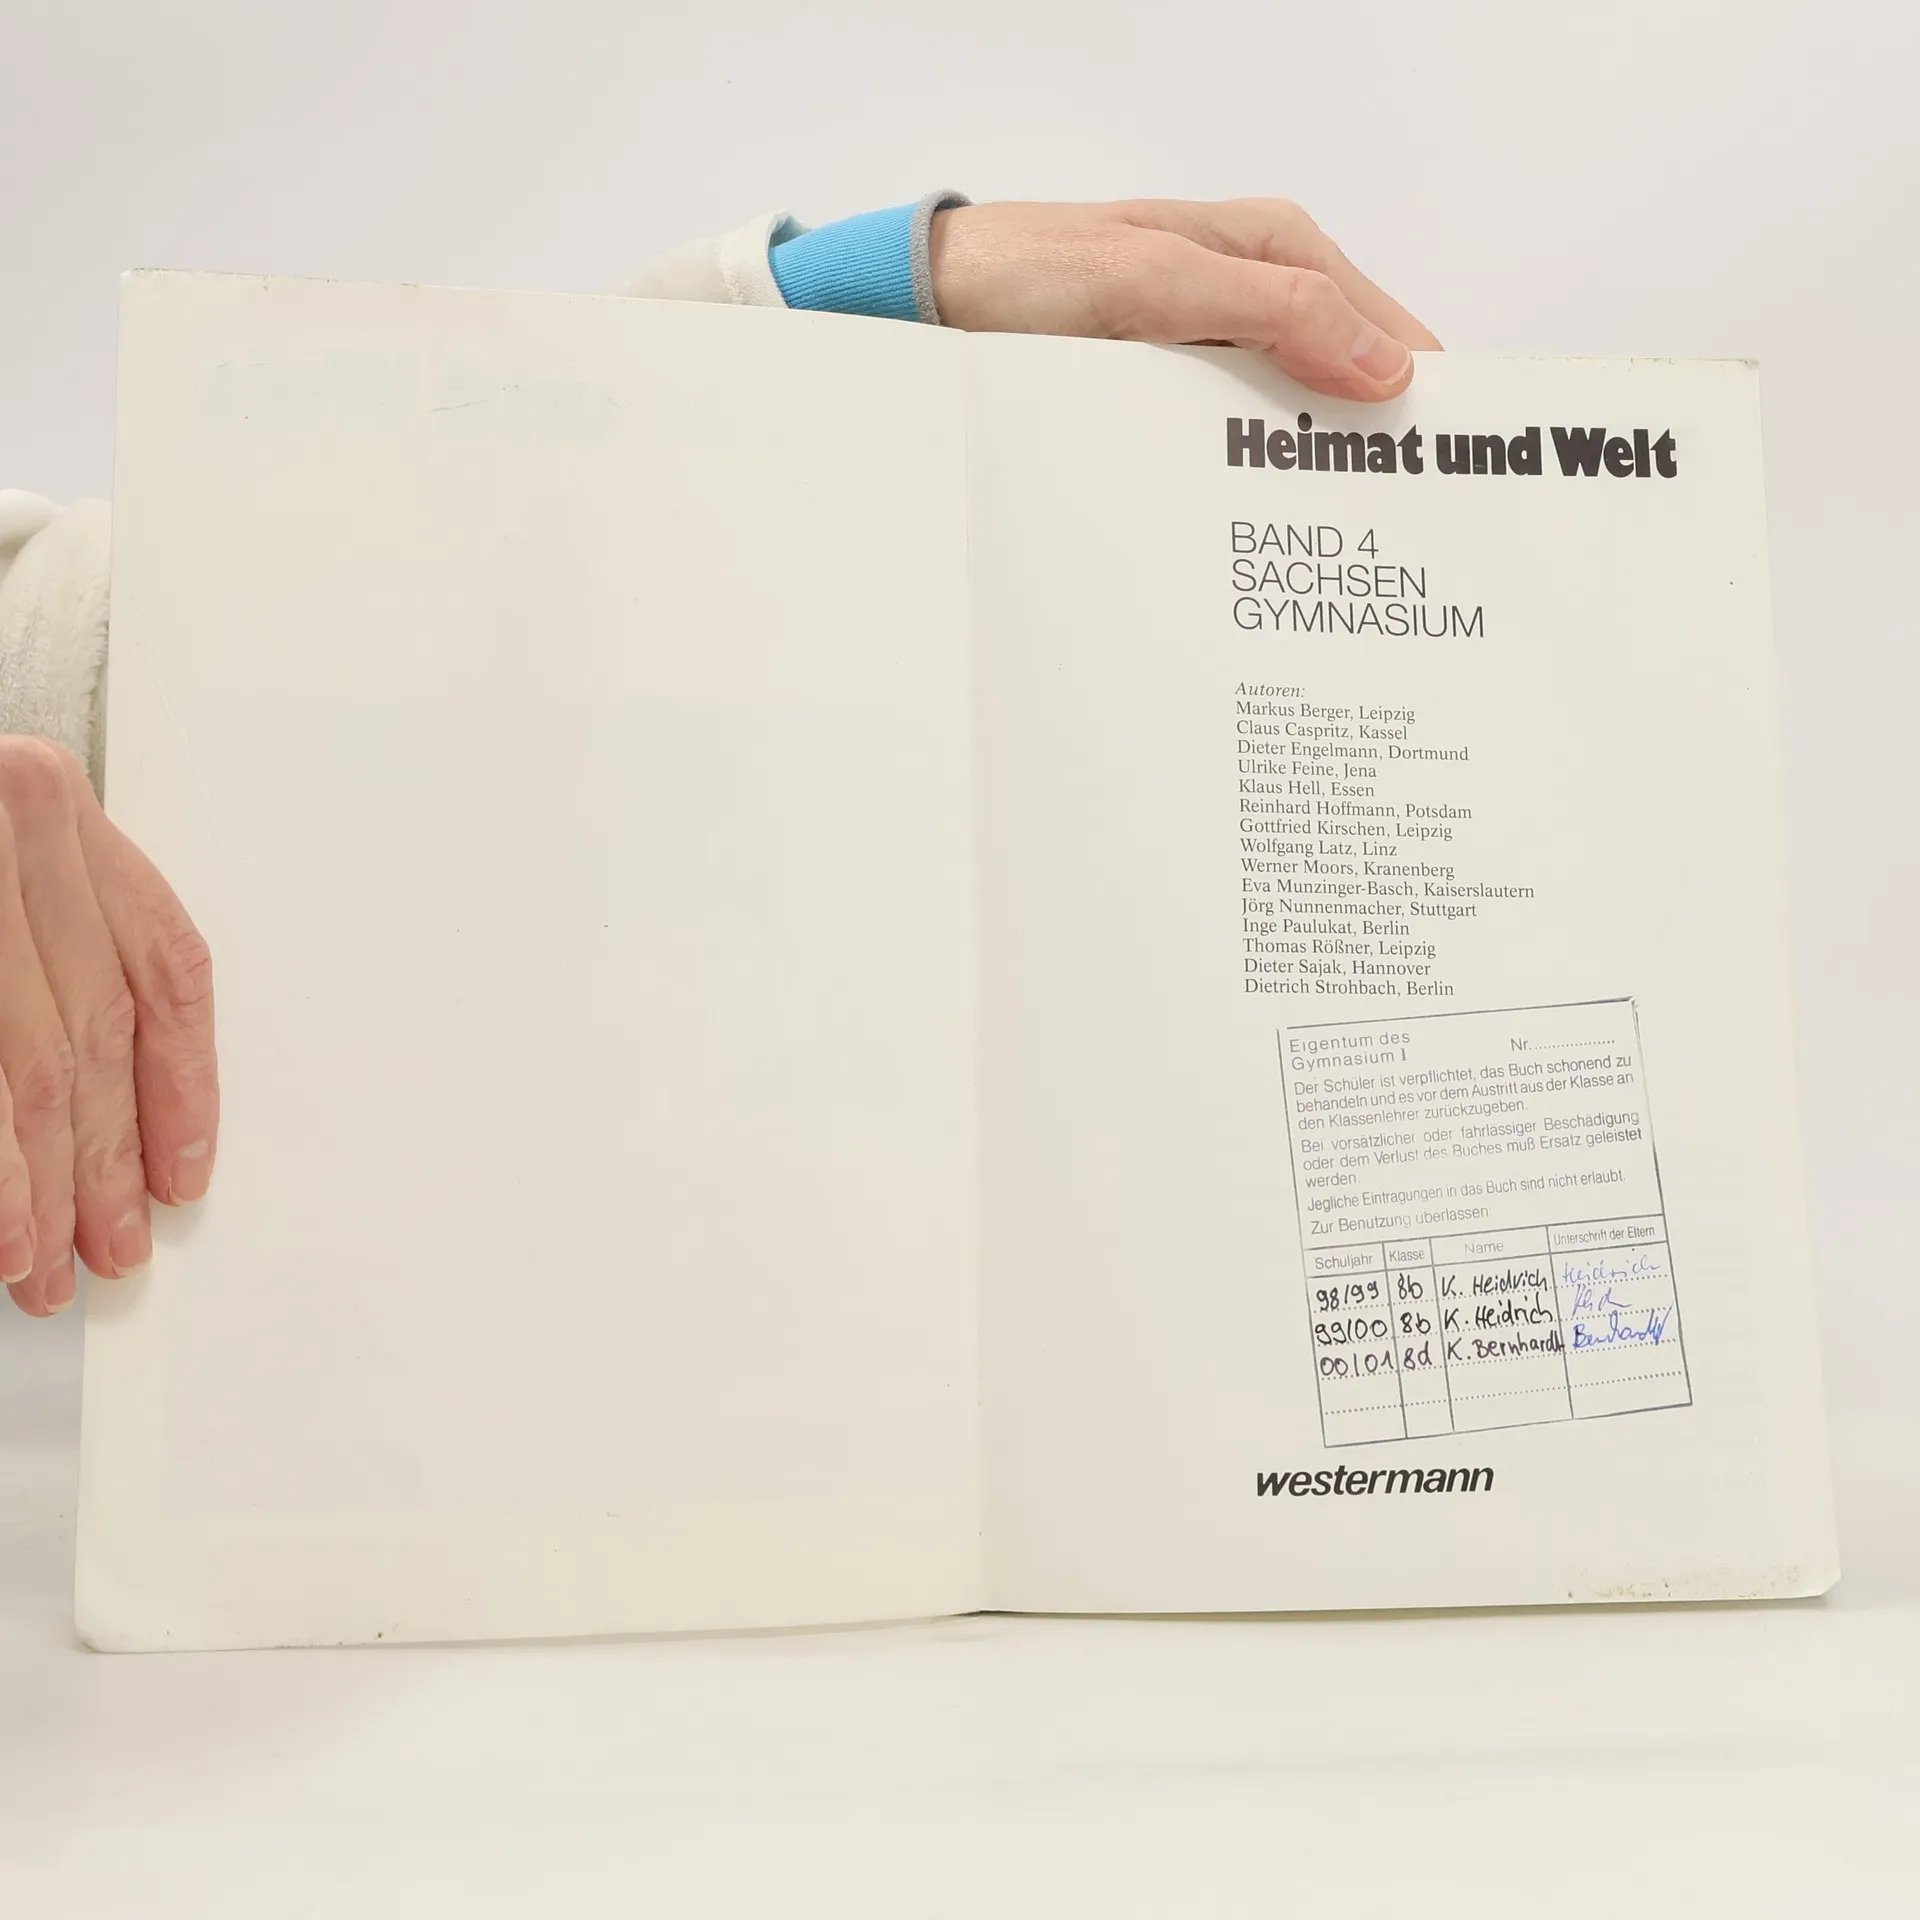 Heimat und Welt
BAND 4
SACHSEN
GYMNASIUM
Autoren:
Markus Berger, Leipzig
Claus Caspritz, Kassel
Dieter Engelmann, Dortmund
Ulrike Feine, Jena
Klaus Hell, Essen
Reinhard Hoffmann, Potsdam
Gottfried Kirschen, Leipzig
Wolfgang Latz, Linz
Werner Moors, Kranenberg
Eva Munzinger-Basch, Kaiserslautern
Jörg Nunnenmacher, Stuttgart
Inge Paulukat, Berlin
Thomas Rößner, Leipzig
Dieter Sajak, Hannover
Dietrich Strohbach, Berlin
Eigentum des
Gymnasium I Nr...................
Der Schüler ist verpflichtet, das Buch schonend zu
behandeln und es vor dem Austritt aus der Klasse an
den Klassenlehrer zurückzugeben.
Bei vorsätzlicher oder fahrlässiger Beschädigung
oder dem Verlust des Buches muß Ersatz geleistet
werden.
Jegliche Eintragungen in das Buch sind nicht erlaubt.
Zur Benutzung überlassen:
Schuljahr Klasse Name Unterschrift der Eltern
98/99 8b K. Heidrich Heidrich
99/00 8b K. Heidrich
00/01 8d K. Bernhardt Bernhardt
westermann